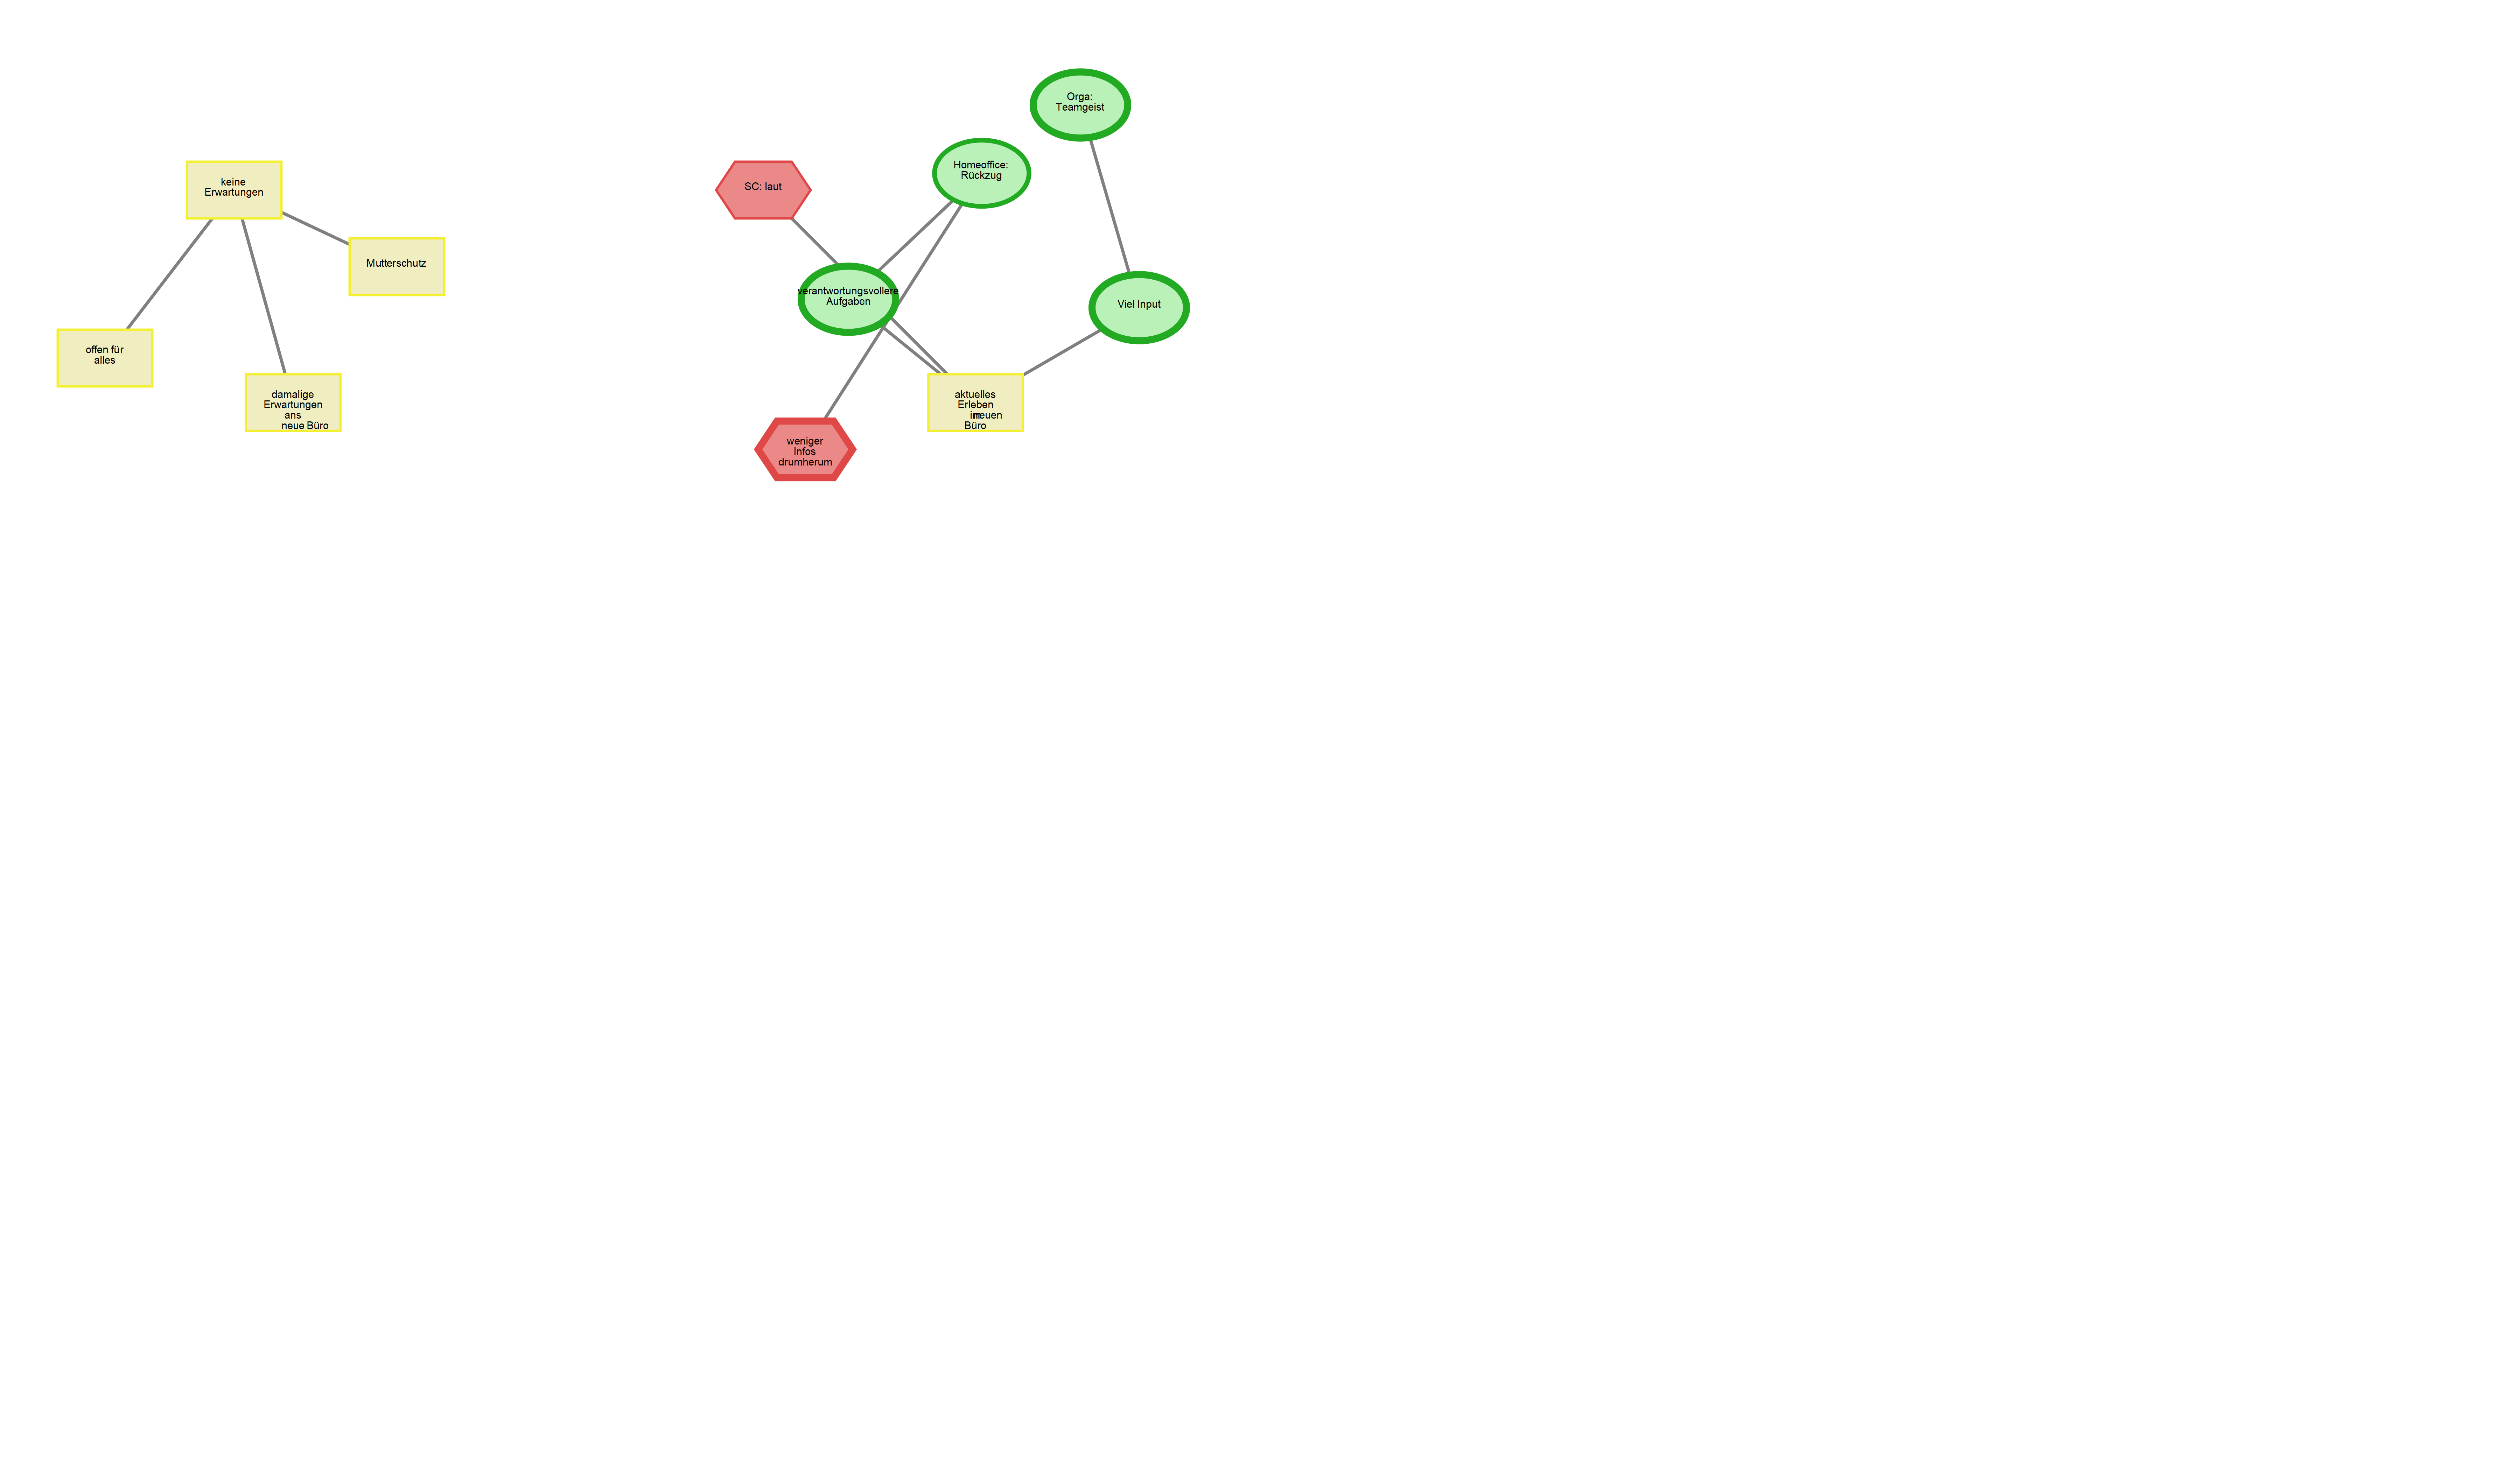 Orga:
Teamgeist
Homeoffice:
Rückzug
keine
Erwartungen
SC: laut
Mutterschutz
verantwortungsvollere
Aufgaben
Viel Input
offen für
alles
damalige
Erwartungen
ans
neue Büro
aktuelles
Erleben
im neuen
Büro
weniger
Infos
drumherum